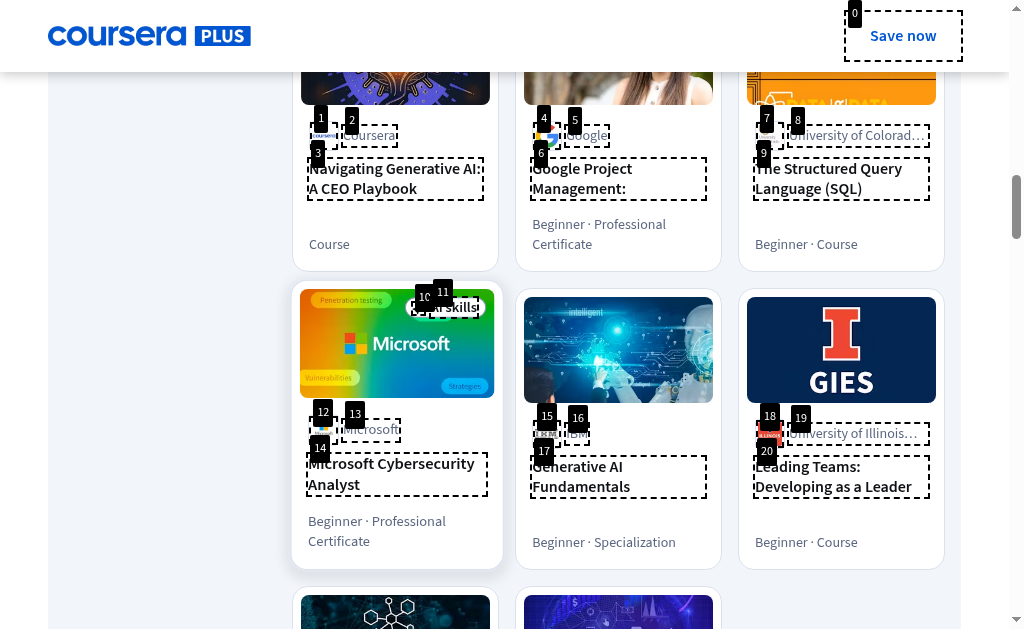 coursera PLUS
Save now
DATA
DATA
Coursera
Google
University of Colorad…
Navigating Generative AI:
A CEO Playbook
Google Project
Management:
The Structured Query
Language (SQL)
Course
Beginner · Professional
Certificate
Beginner · Course
Penetration testing
AI skills
Microsoft
Vulnerabilities
Strategies
intelligent
GIES
Microsoft
IBM
University of Illinois…
Microsoft Cybersecurity
Analyst
Generative AI
Fundamentals
Leading Teams:
Developing as a Leader
Beginner · Professional
Certificate
Beginner · Specialization
Beginner · Course
0
1
2
3
4
5
6
7
8
9
10
11
12
13
14
15
16
17
18
19
20